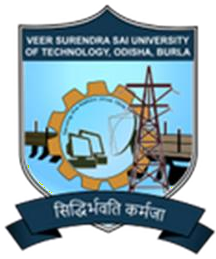 VEER SURENDRA SAI UNIVERSITY
OF TECHNOLOGY, ODISHA, BURLA
सिद्धिर्भवति कर्मजा